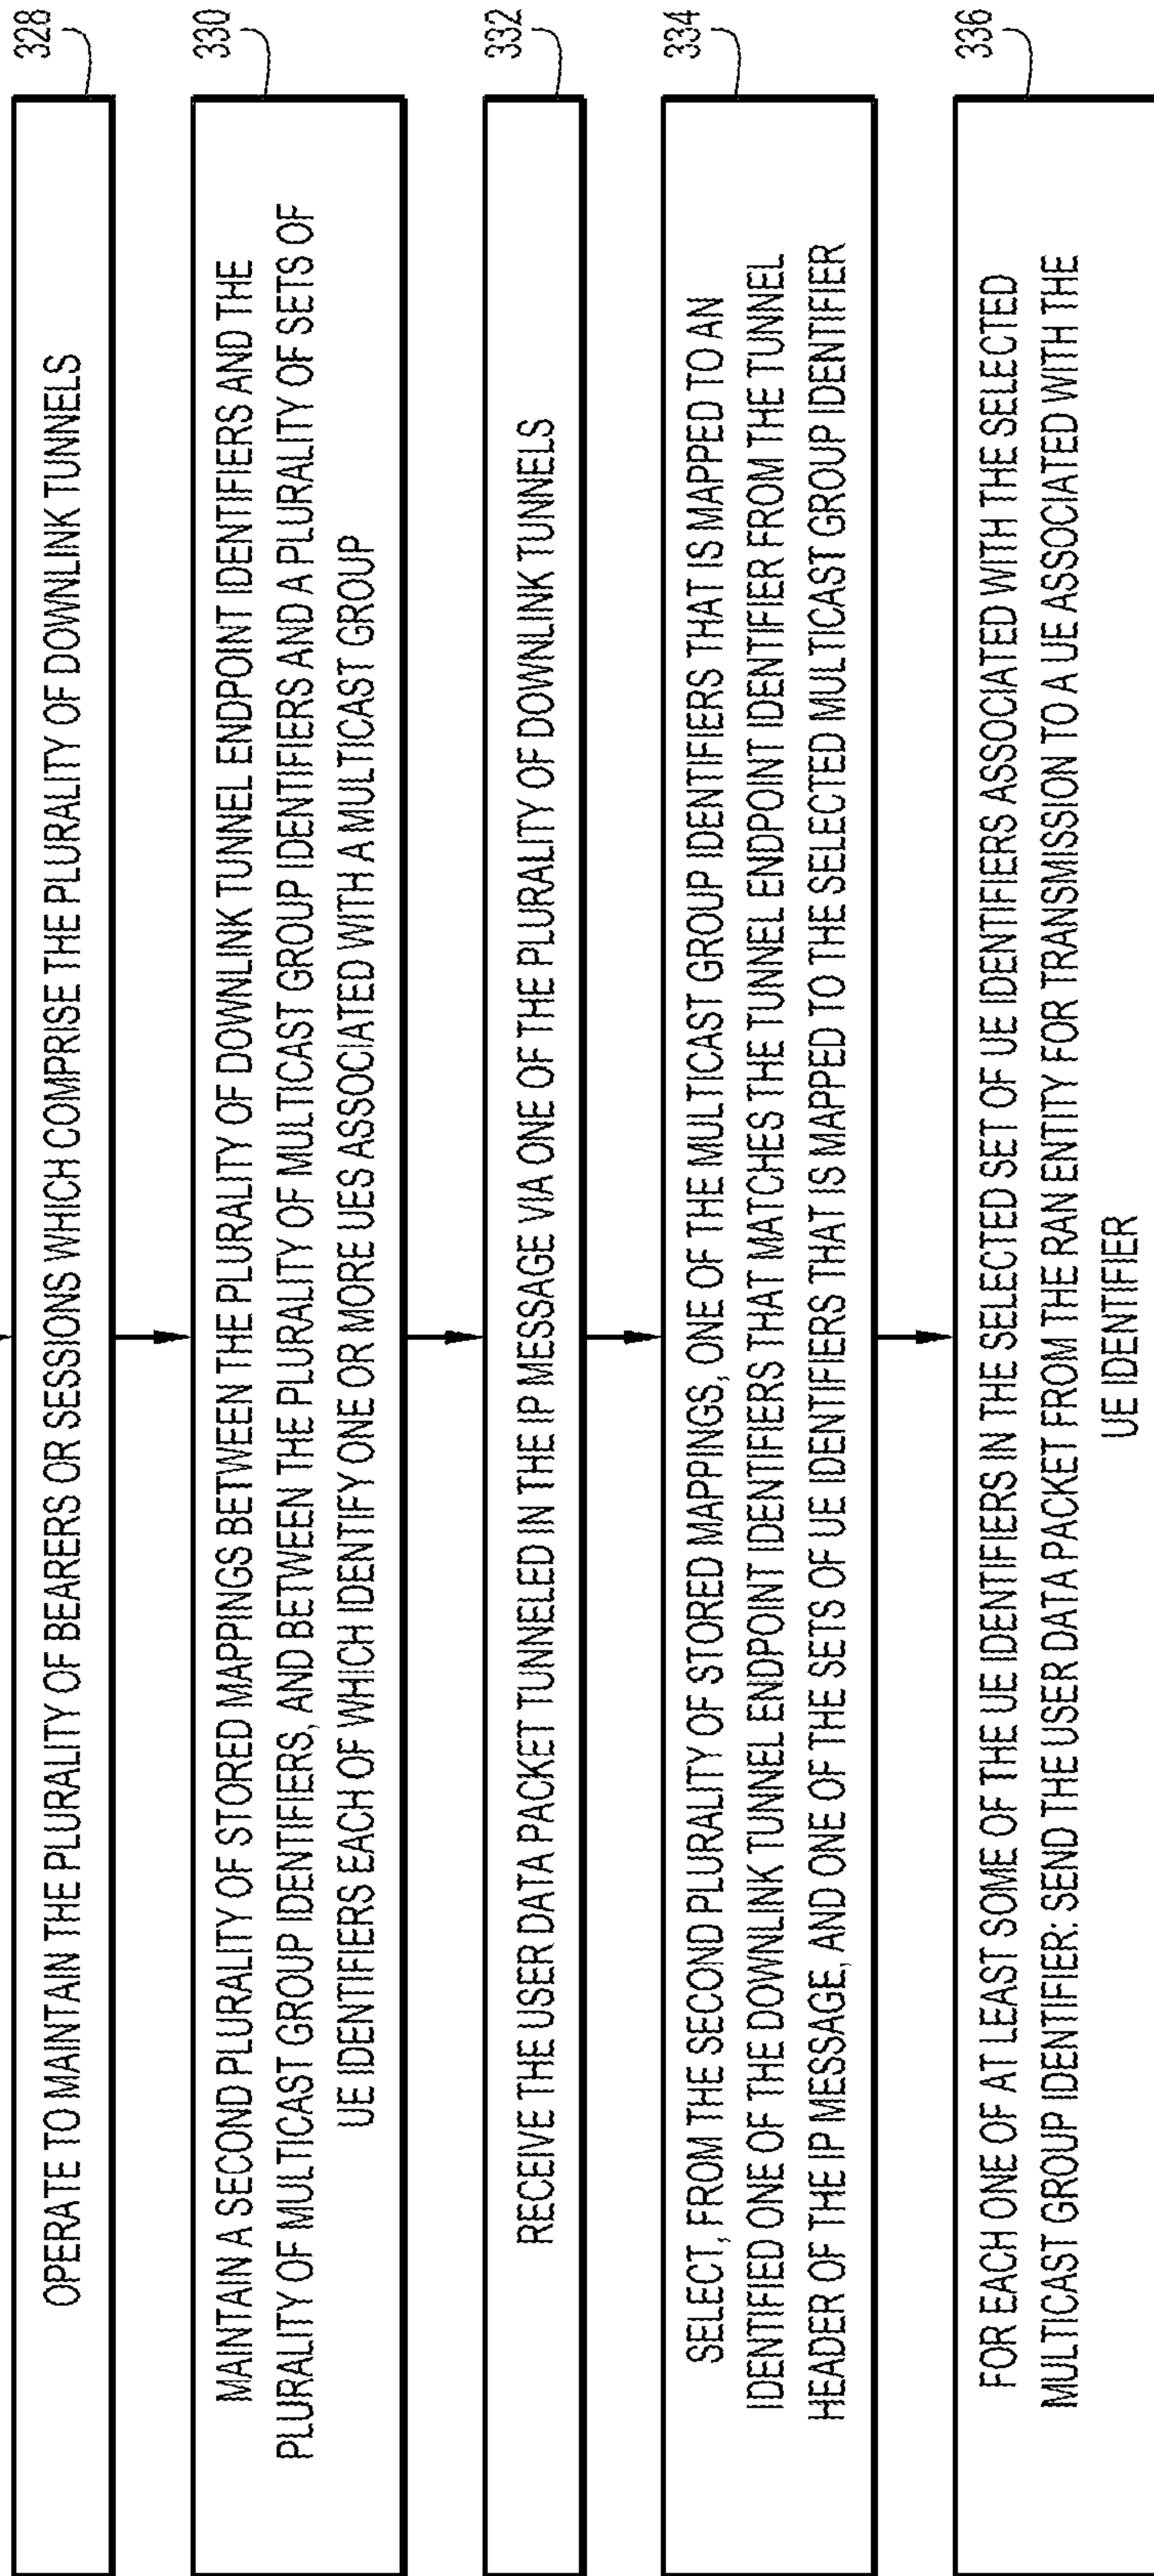 328
OPERATE TO MAINTAIN THE PLURALITY OF BEARERS OR SESSIONS WHICH COMPRISE THE PLURALITY OF DOWNLINK TUNNELS
330
MAINTAIN A SECOND PLURALITY OF STORED MAPPINGS BETWEEN THE PLURALITY OF DOWNLINK TUNNEL ENDPOINT IDENTIFIERS AND THE
PLURALITY OF MULTICAST GROUP IDENTIFIERS, AND BETWEEN THE PLURALITY OF MULTICAST GROUP IDENTIFIERS AND A PLURALITY OF SETS OF
UE IDENTIFIERS EACH OF WHICH IDENTIFY ONE OR MORE UES ASSOCIATED WITH A MULTICAST GROUP
332
RECEIVE THE USER DATA PACKET TUNNELED IN THE IP MESSAGE VIA ONE OF THE PLURALITY OF DOWNLINK TUNNELS
334
SELECT, FROM THE SECOND PLURALITY OF STORED MAPPINGS, ONE OF THE MULTICAST GROUP IDENTIFIERS THAT IS MAPPED TO AN
IDENTIFIED ONE OF THE DOWNLINK TUNNEL ENDPOINT IDENTIFIERS THAT MATCHES THE TUNNEL ENDPOINT IDENTIFIER FROM THE TUNNEL
HEADER OF THE IP MESSAGE, AND ONE OF THE SETS OF UE IDENTIFIERS THAT IS MAPPED TO THE SELECTED MULTICAST GROUP IDENTIFIER
336
FOR EACH ONE OF AT LEAST SOME OF THE UE IDENTIFIERS IN THE SELECTED SET OF UE IDENTIFIERS ASSOCIATED WITH THE SELECTED
MULTICAST GROUP IDENTIFIER: SEND THE USER DATA PACKET FROM THE RAN ENTITY FOR TRANSMISSION TO A UE ASSOCIATED WITH THE
UE IDENTIFIER